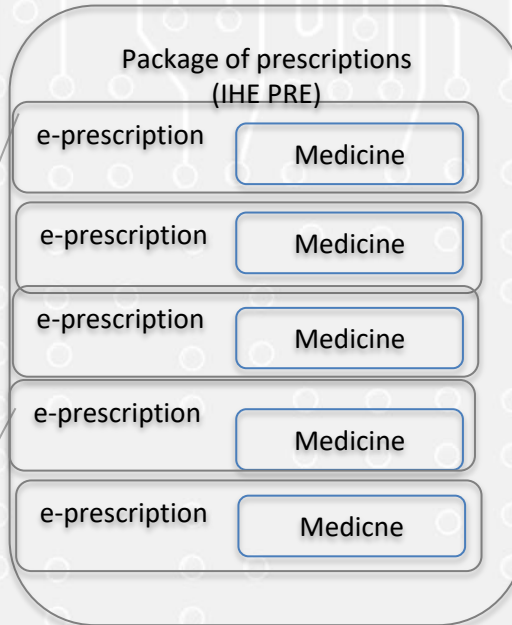 Package of prescriptions
(IHE PRE)
e-prescription
Medicine
e-prescription
Medicine
e-prescription
Medicine
e-prescription
Medicine
e-prescription
Medicne